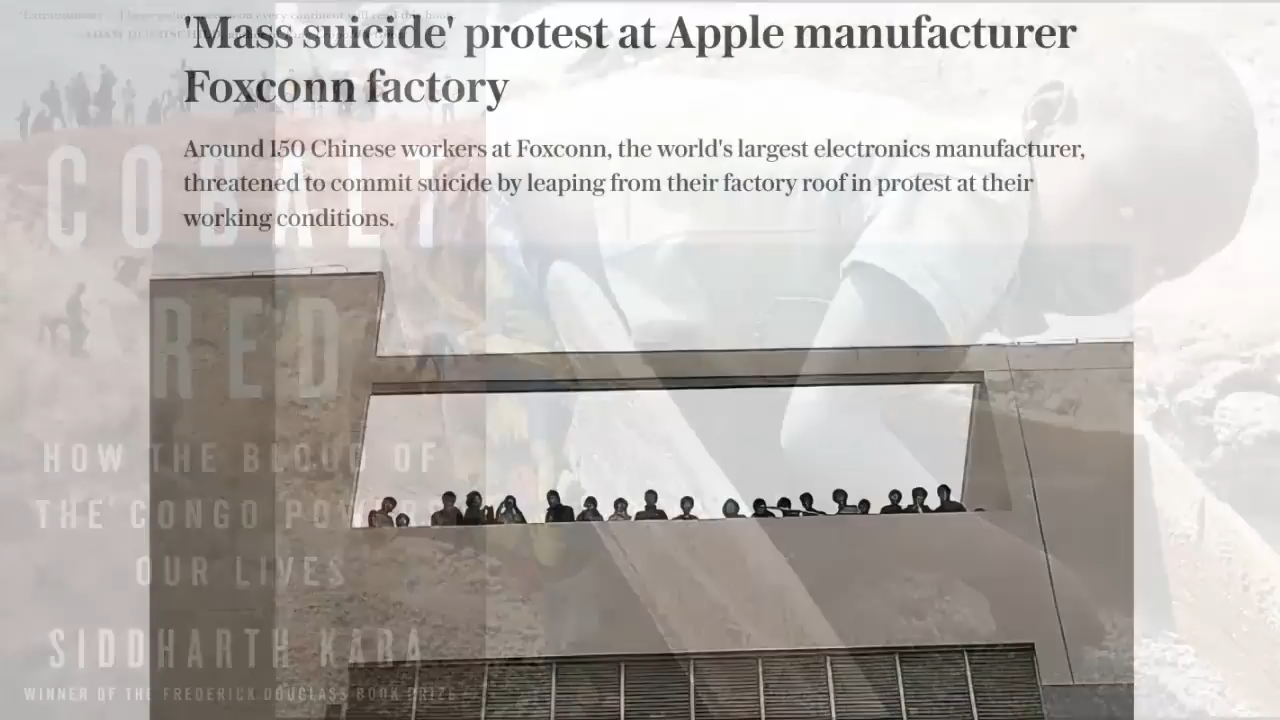 'Mass suicide' protest at Apple manufacturer
Foxconn factory
Around 150 Chinese workers at Foxconn, the world's largest electronics manufacturer,
threatened to commit suicide by leaping from their factory roof in protest at their
working conditions.
COBALT
RED
HOW THE BLOOD OF
THE CONGO POWERS
OUR LIVES
SIDDHARTH KARA
WINNER OF THE FREDERICK DOUGLASS BOOK PRIZE